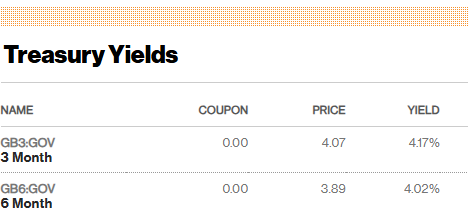 Treasury Yields
NAME COUPON PRICE YIELD
GB3:GOV 0.00 4.07 4.17%
3 Month
GB6:GOV 0.00 3.89 4.02%
6 Month